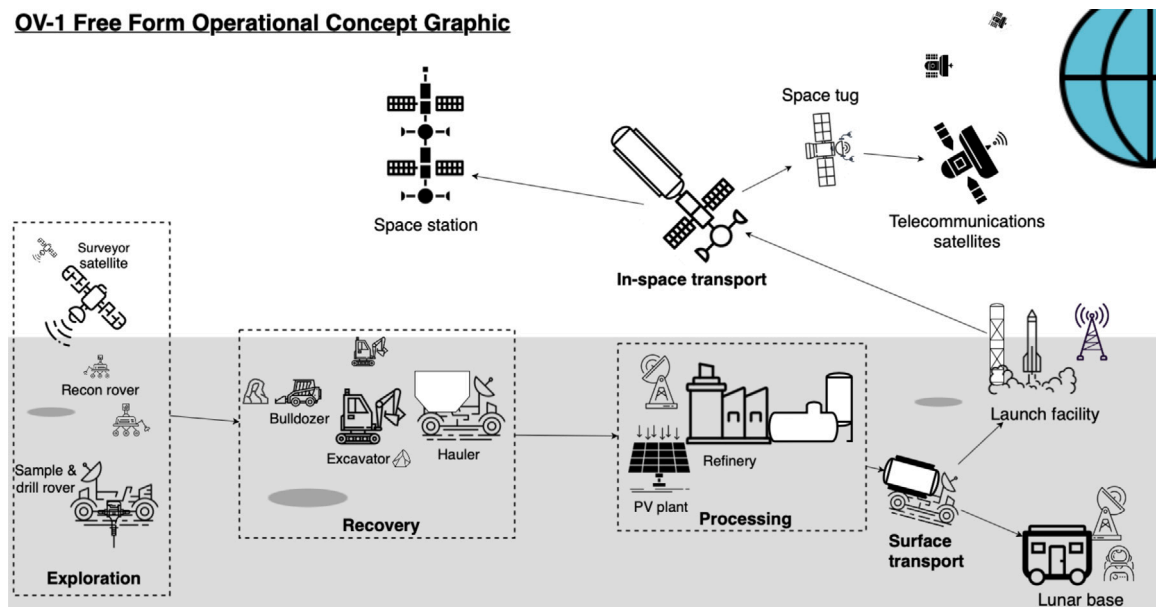 OV-1 Free Form Operational Concept Graphic
Space tug
Space station
Telecommunications
satellites
In-space transport
Surveyor
satellite
Recon rover
Sample &
drill rover
Exploration
Bulldozer
Excavator
Hauler
Recovery
Refinery
PV plant
Processing
Surface
transport
Launch facility
Lunar base